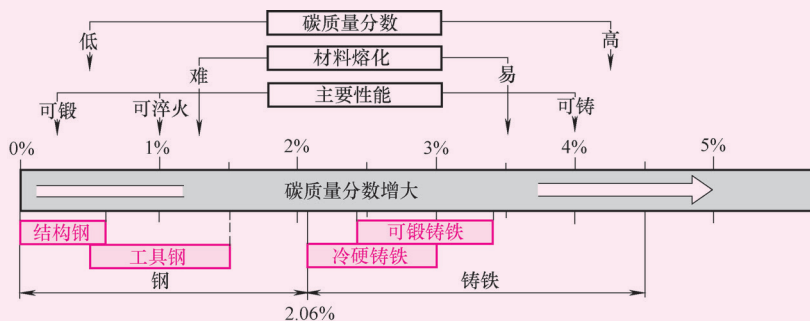 碳质量分数
低
高
材料熔化
难
易
主要性能
可锻
可淬火
可铸
0%
1%
2%
3%
4%
5%
碳质量分数增大
结构钢
可锻铸铁
工具钢
冷硬铸铁
钢
铸铁
2.06%